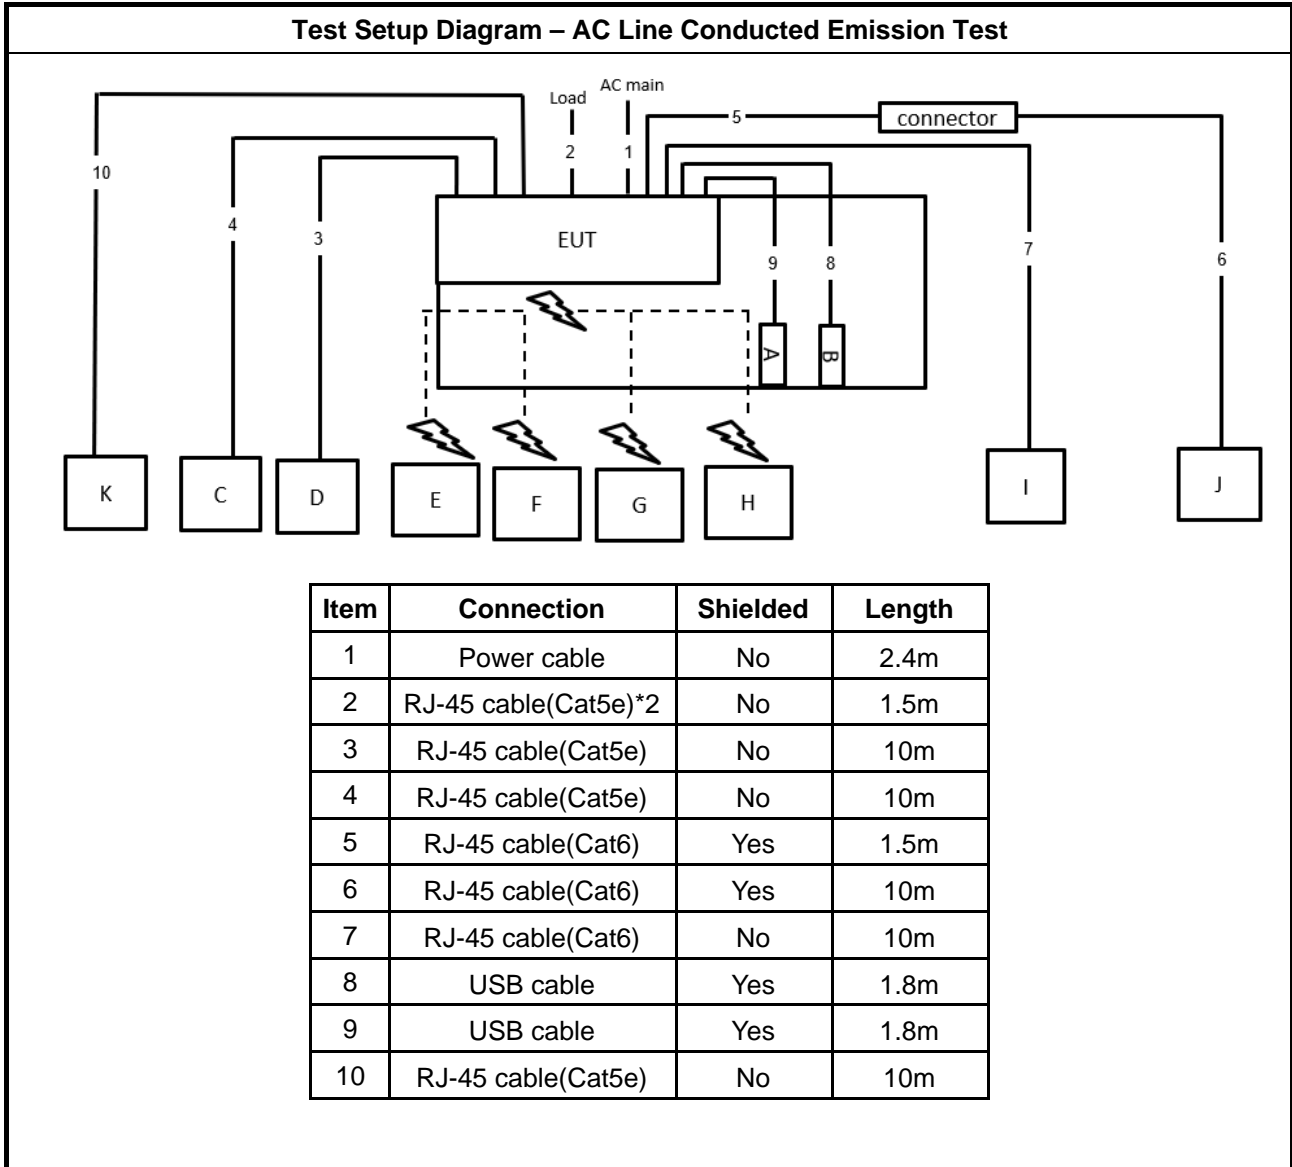 Test Setup Diagram – AC Line Conducted Emission Test
Load
AC main
5
connector
10
2
1
4
3
EUT
9
8
7
6
A
B
K
C
D
E
F
G
H
I
J
Item Connection Shielded Length
1 Power cable No 2.4m
2 RJ-45 cable(Cat5e)*2 No 1.5m
3 RJ-45 cable(Cat5e) No 10m
4 RJ-45 cable(Cat5e) No 10m
5 RJ-45 cable(Cat6) Yes 1.5m
6 RJ-45 cable(Cat6) Yes 10m
7 RJ-45 cable(Cat6) No 10m
8 USB cable Yes 1.8m
9 USB cable Yes 1.8m
10 RJ-45 cable(Cat5e) No 10m